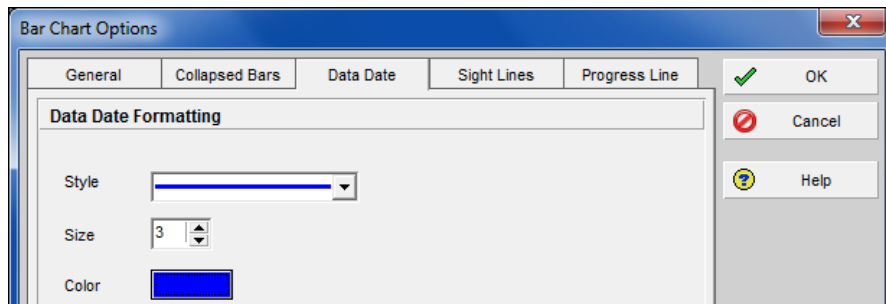 Bar Chart Options
General Collapsed Bars Data Date Sight Lines Progress Line
OK
Data Date Formatting
Cancel
Style
Help
Size 3
Color